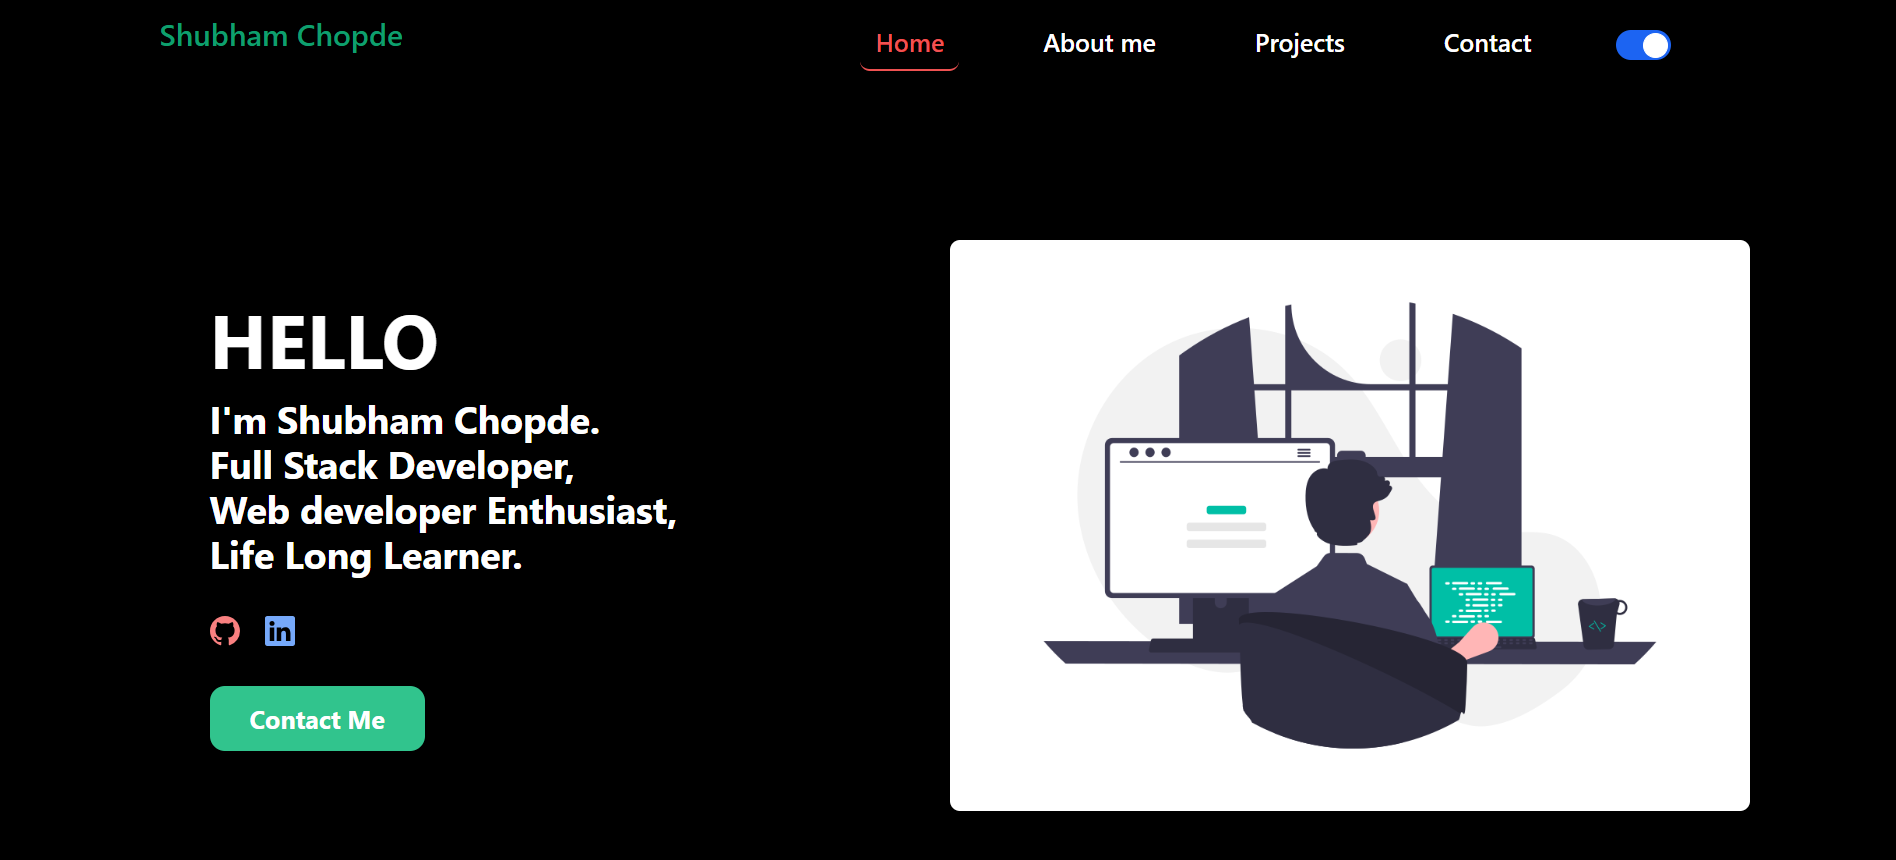 Shubham Chopde
Home
About me
Projects
Contact
HELLO
I'm Shubham Chopde.
Full Stack Developer,
Web developer Enthusiast,
Life Long Learner.
in
Contact Me
<\>